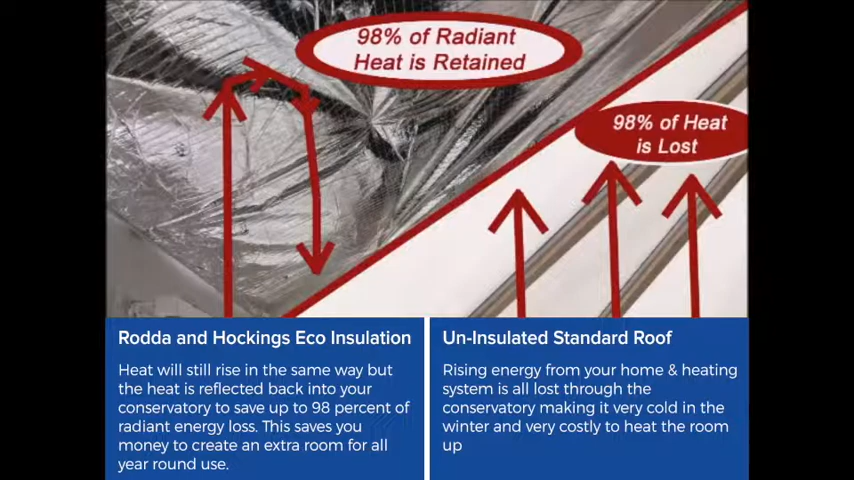 98% of Radiant
Heat is Retained
98% of Heat
is Lost
Rodda and Hockings Eco Insulation
Heat will still rise in the same way but
the heat is reflected back into your
conservatory to save up to 98 percent of
radiant energy loss. This saves you
money to create an extra room for all
year round use.
Un-Insulated Standard Roof
Rising energy from your home & heating
system is all lost through the
conservatory making it very cold in the
winter and very costly to heat the room
up